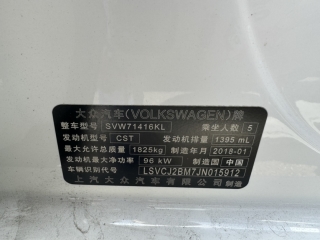 大众汽车(VOLKSWAGEN)牌
整车型号 SVW71416KL 乘坐人数 5
发动机型号 CST 发动机排量 1395 mL
最大允许总质量 1825kg 制造年月 2018-01
发动机最大净功率 96 kW 制造国 中国
车辆识别代号 LSVCJ2BM7JN015912
上汽大众汽车有限公司 制造